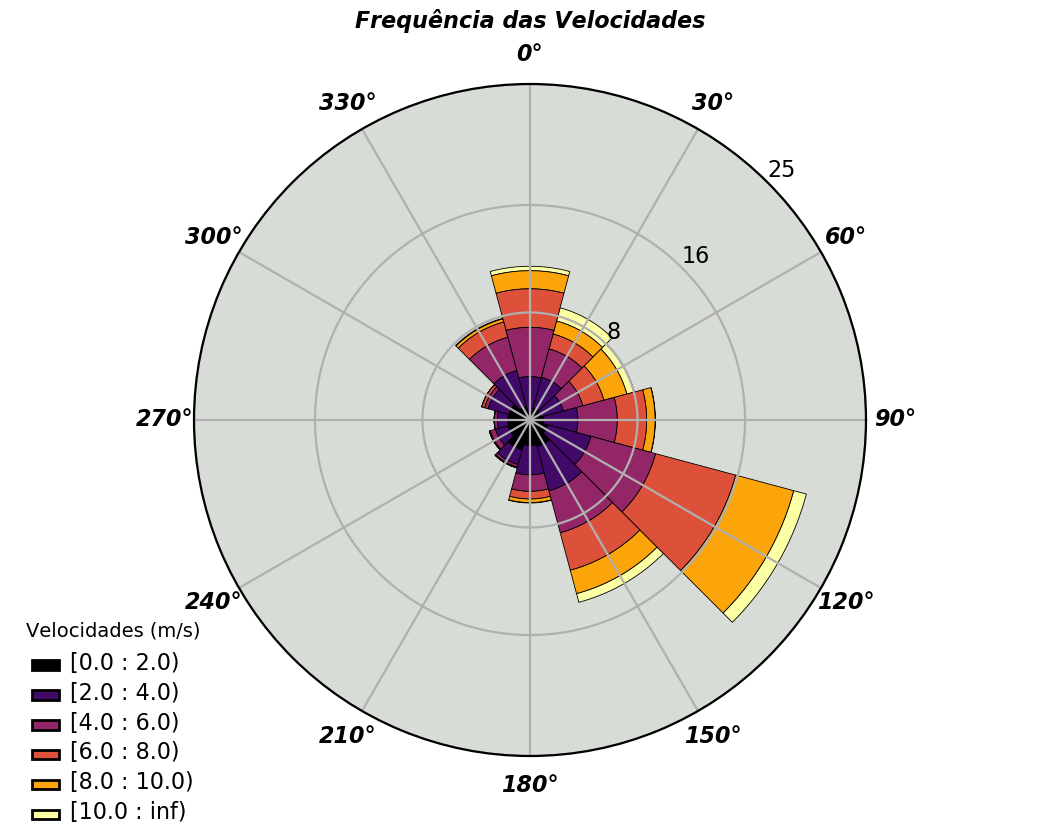 Frequência das Velocidades
0°
330°
30°
25
300°
60°
16
8
270°
90°
240°
120°
210°
150°
180°
Velocidades (m/s)
[0.0 : 2.0)
[2.0 : 4.0)
[4.0 : 6.0)
[6.0 : 8.0)
[8.0 : 10.0)
[10.0 : inf)